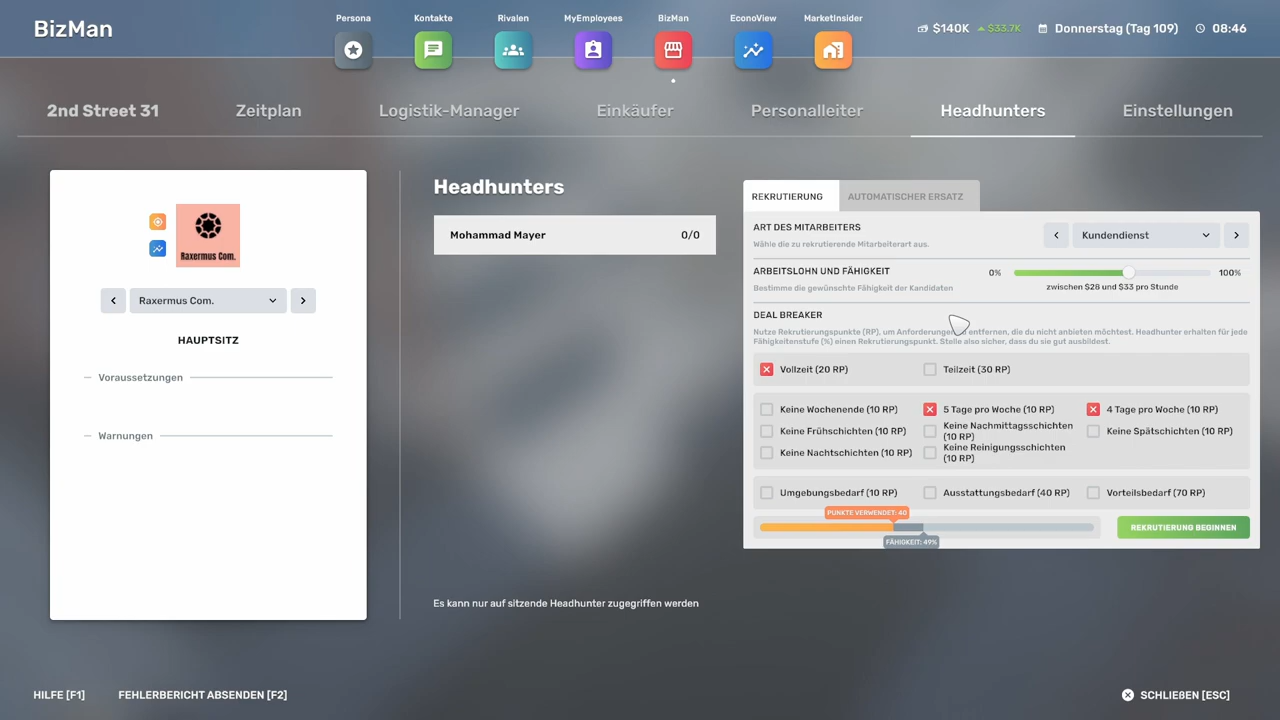 BizMan
Persona
Kontakte
Rivalen
MyEmployees
BizMan
EconoView
MarketInsider
$140K
$33.7K
Donnerstag (Tag 109)
08:46
2nd Street 31
Zeitplan
Logistik-Manager
Einkäufer
Personalleiter
Headhunters
Einstellungen
Raxermus Com.
Raxermus Com.
HAUPTSITZ
Voraussetzungen
Warnungen
Headhunters
Mohammad Mayer 0/0
Es kann nur auf sitzende Headhunter zugegriffen werden
REKRUTIERUNG
AUTOMATISCHER ERSATZ
ART DES MITARBEITERS
Wähle die zu rekrutierende Mitarbeiterart aus.
Kundendienst
ARBEITSLOHN UND FÄHIGKEIT
Bestimme die gewünschte Fähigkeit der Kandidaten
0%
100%
zwischen $28 und $33 pro Stunde
DEAL BREAKER
Nutze Rekrutierungspunkte (RP), um Anforderungen zu entfernen, die du nicht anbieten möchtest. Headhunter erhalten für jede
Fähigkeitenstufe (%) einen Rekrutierungspunkt. Stelle also sicher, dass du sie gut ausbildest.
Vollzeit (20 RP)
Teilzeit (30 RP)
Keine Wochenende (10 RP)
5 Tage pro Woche (10 RP)
4 Tage pro Woche (10 RP)
Keine Frühschichten (10 RP)
Keine Nachmittagsschichten
(10 RP)
Keine Spätschichten (10 RP)
Keine Nachtschichten (10 RP)
Keine Reinigungsschichten
(10 RP)
Umgebungsbedarf (10 RP)
Ausstattungsbedarf (40 RP)
Vorteilsbedarf (70 RP)
PUNKTE VERWENDET: 40
FÄHIGKEIT: 49%
REKRUTIERUNG BEGINNEN
HILFE [F1]
FEHLERBERICHT ABSENDEN [F2]
SCHLIEẞEN [ESC]